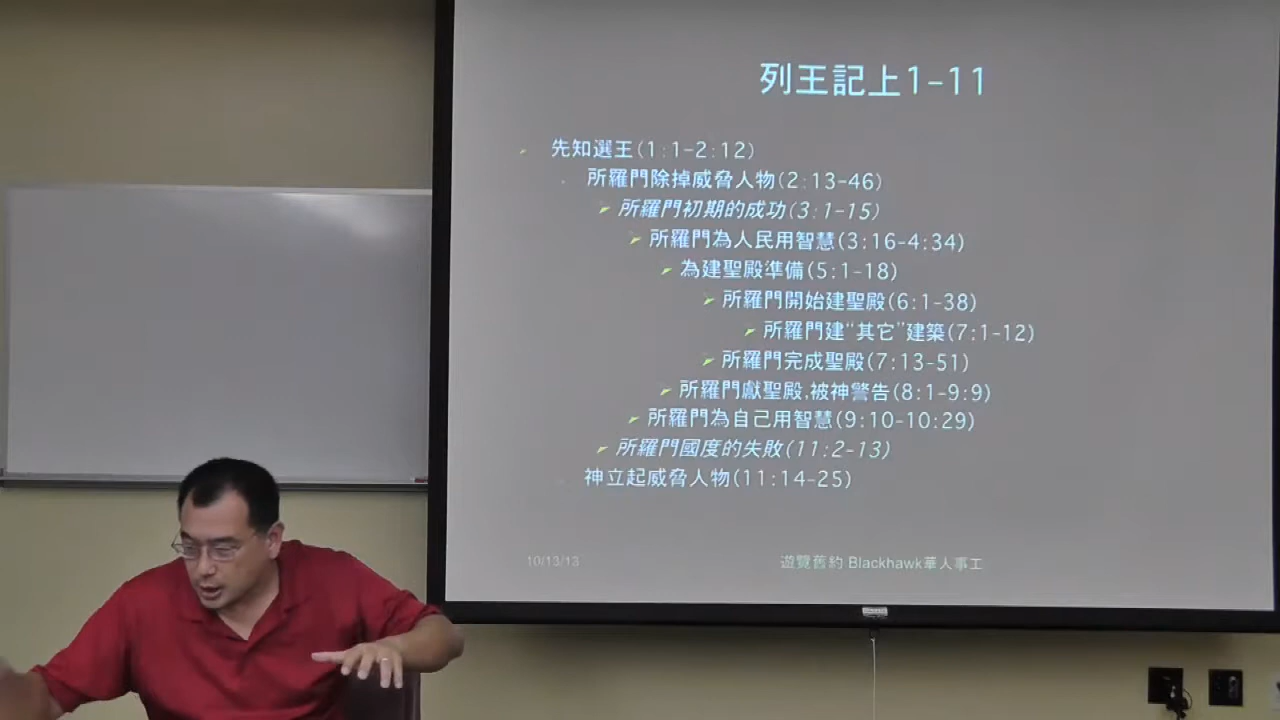 列王記上1-11
先知選王(1:1-2:12)
所羅門除掉威脅人物(2:13-46)
所羅門初期的成功(3:1-15)
所羅門為人民用智慧(3:16-4:34)
為建聖殿準備(5:1-18)
所羅門開始建聖殿(6:1-38)
所羅門建“其它”建築(7:1-12)
所羅門完成聖殿(7:13-51)
所羅門獻聖殿,被神警告(8:1-9:9)
所羅門為自己用智慧(9:10-10:29)
所羅門國度的失敗(11:2-13)
神立起威脅人物(11:14-25)
10/13/13
遊覽舊約 Blackhawk華人事工